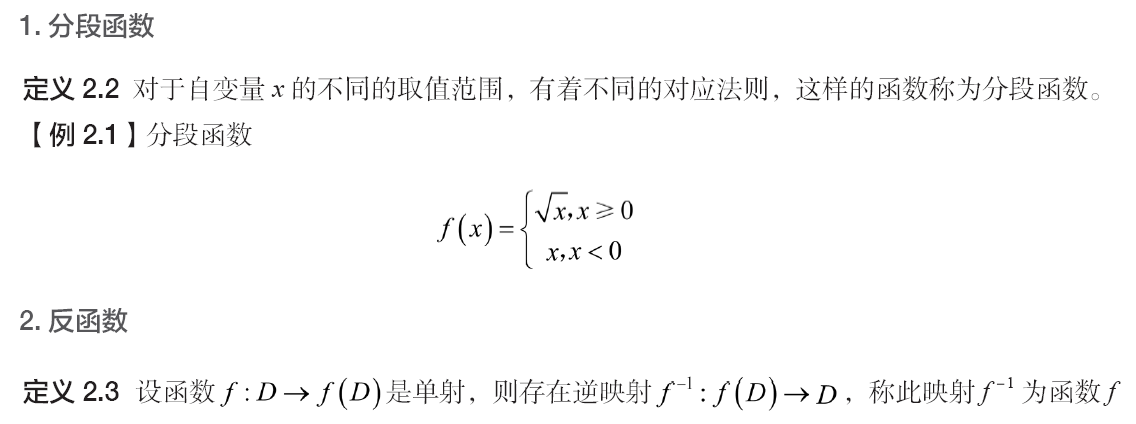 1. 分段函数
定义 2.2 对于自变量 x 的不同的取值范围，有着不同的对应法则，这样的函数称为分段函数。
【例 2.1】分段函数
f(x)={√x,x≥0
x,x<0
2. 反函数
定义 2.3 设函数 f:D→f(D)是单射，则存在逆映射 f⁻¹:f(D)→D，称此映射f⁻¹ 为函数f